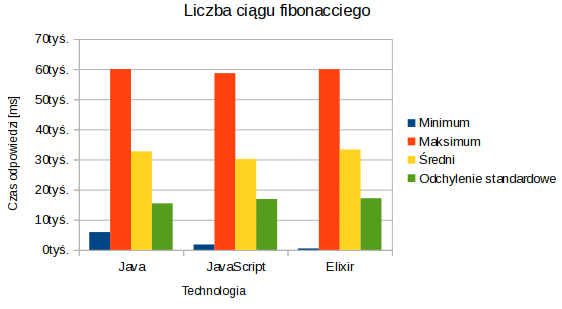 Liczba ciągu fibonacciego
70tyś.
60tyś.
50tyś.
40tyś.
30tyś.
20tyś.
10tyś.
0tyś.
Czas odpowiedzi [ms]
Java
JavaScript
Elixir
Technologia
Minimum
Maksimum
Średni
Odchylenie standardowe